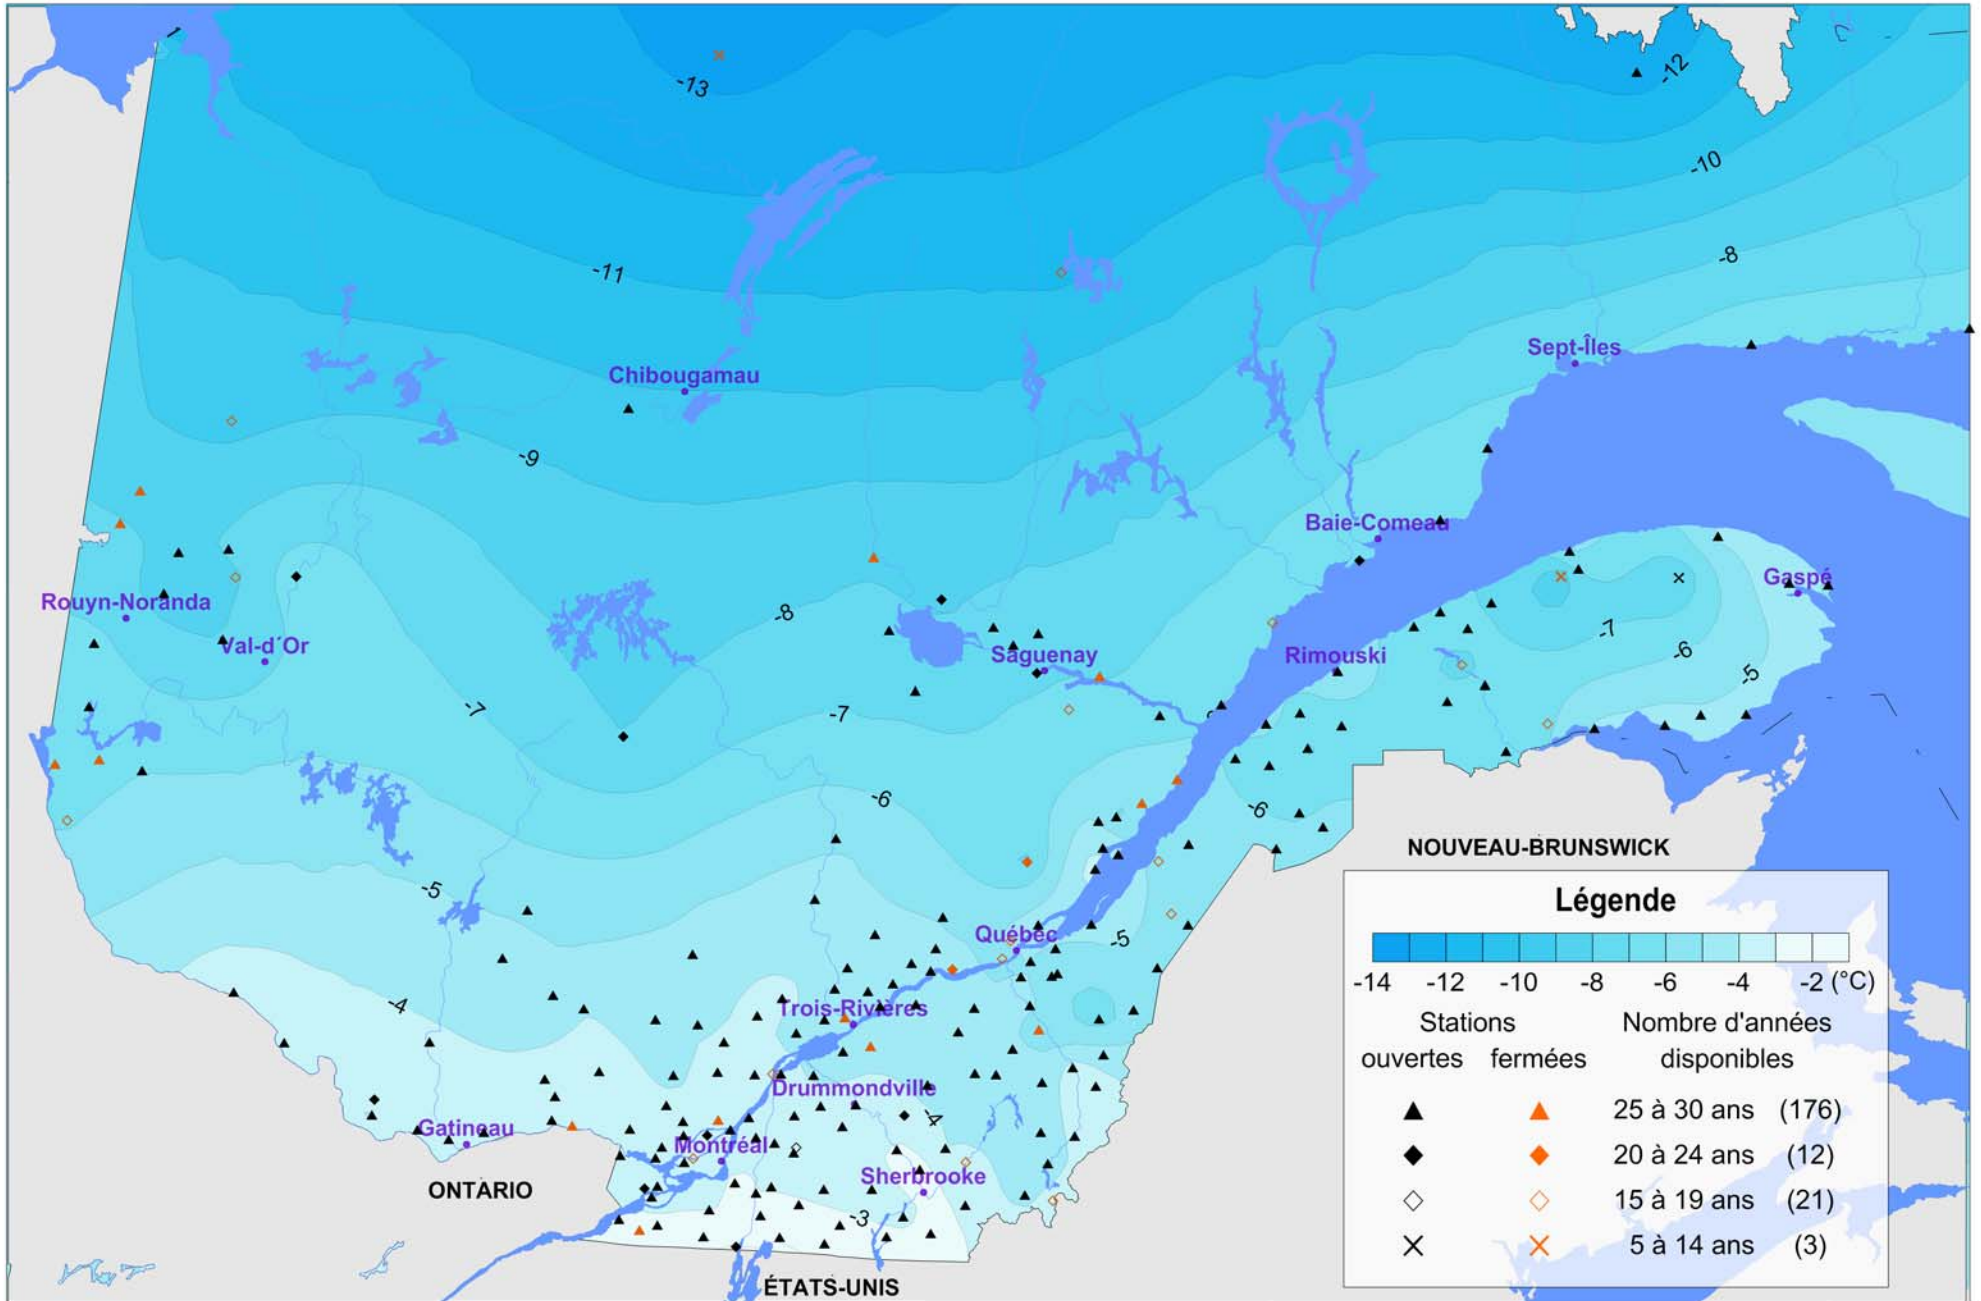 -13
-12
-10
-11
-8
Sept-Îles
Chibougamau
-9
Baie-Comeau
Gaspé
Rouyn-Noranda
-8
-7
Val-d´Or
Saguenay
Rimouski
-6
-5
-7
-7
-6
-6
NOUVEAU-BRUNSWICK
-5
Québec
-5
-4
Trois-Rivières
Drummondville
-4
Gatineau
Montréal
Sherbrooke
ONTARIO
-3
ÉTATS-UNIS
Légende
-14 -12 -10 -8 -6 -4 -2 (°C)
Stations Nombre d'années
ouvertes fermées disponibles
25 à 30 ans (176)
20 à 24 ans (12)
15 à 19 ans (21)
5 à 14 ans (3)